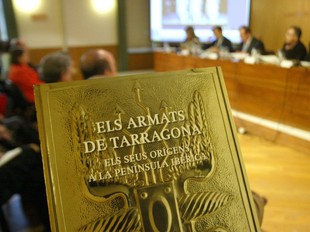 ELS ARMATS
DE TARRAGONA
ELS SEUS ORÍGENS
A LA PENÍNSULA IBÈRICA